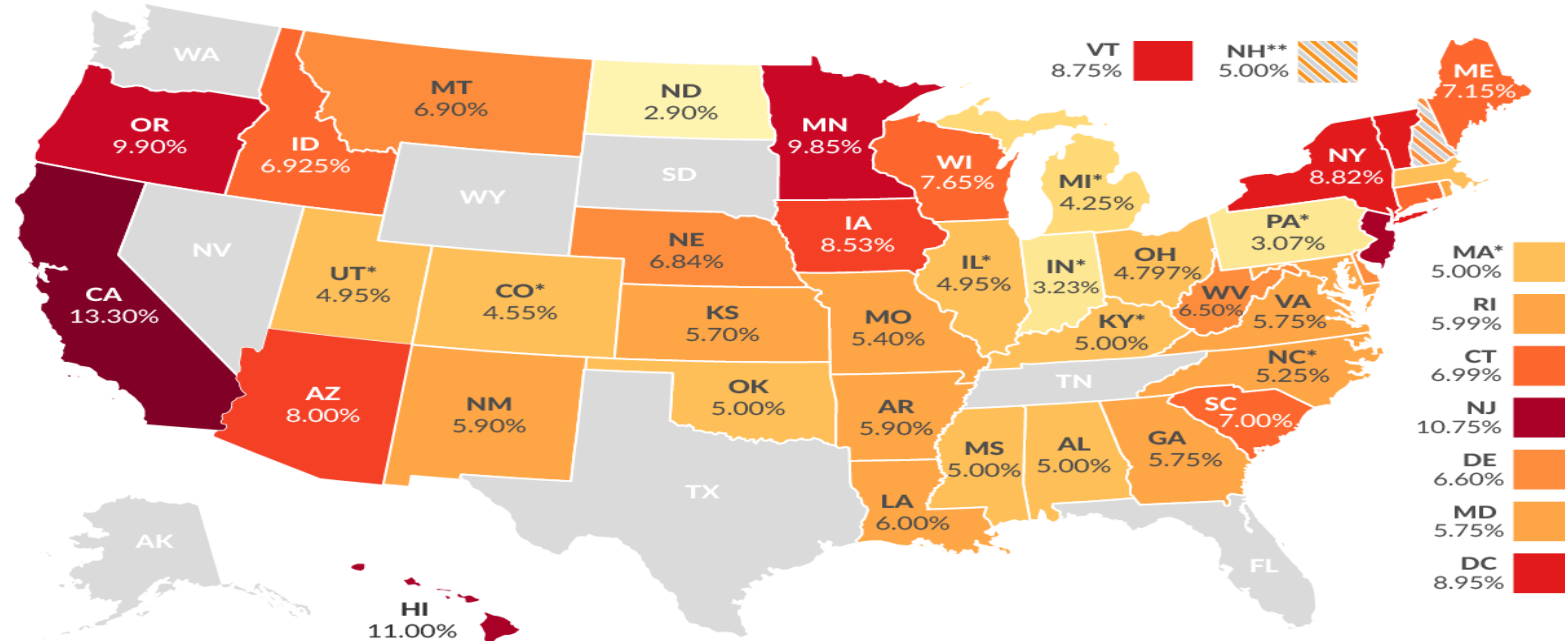 WA
VT
8.75%
NH**
5.00%
ME
7.15%
MT
6.90%
ND
2.90%
OR
9.90%
ID
6.925%
MN
9.85%
WI
7.65%
NY
8.82%
SD
WY
MI*
4.25%
NV
IA
8.53%
PA*
3.07%
NE
6.84%
UT*
4.95%
CO*
4.55%
IL*
4.95%
IN*
3.23%
OH
4.797%
MA*
5.00%
CA
13.30%
WV
6.50%
VA
5.75%
RI
5.99%
KS
5.70%
MO
5.40%
KY*
5.00%
CT
6.99%
NC*
5.25%
TN
AZ
8.00%
NM
5.90%
OK
5.00%
AR
5.90%
SC
7.00%
NJ
10.75%
MS
5.00%
AL
5.00%
GA
5.75%
DE
6.60%
TX
LA
6.00%
MD
5.75%
AK
FL
DC
8.95%
HI
11.00%